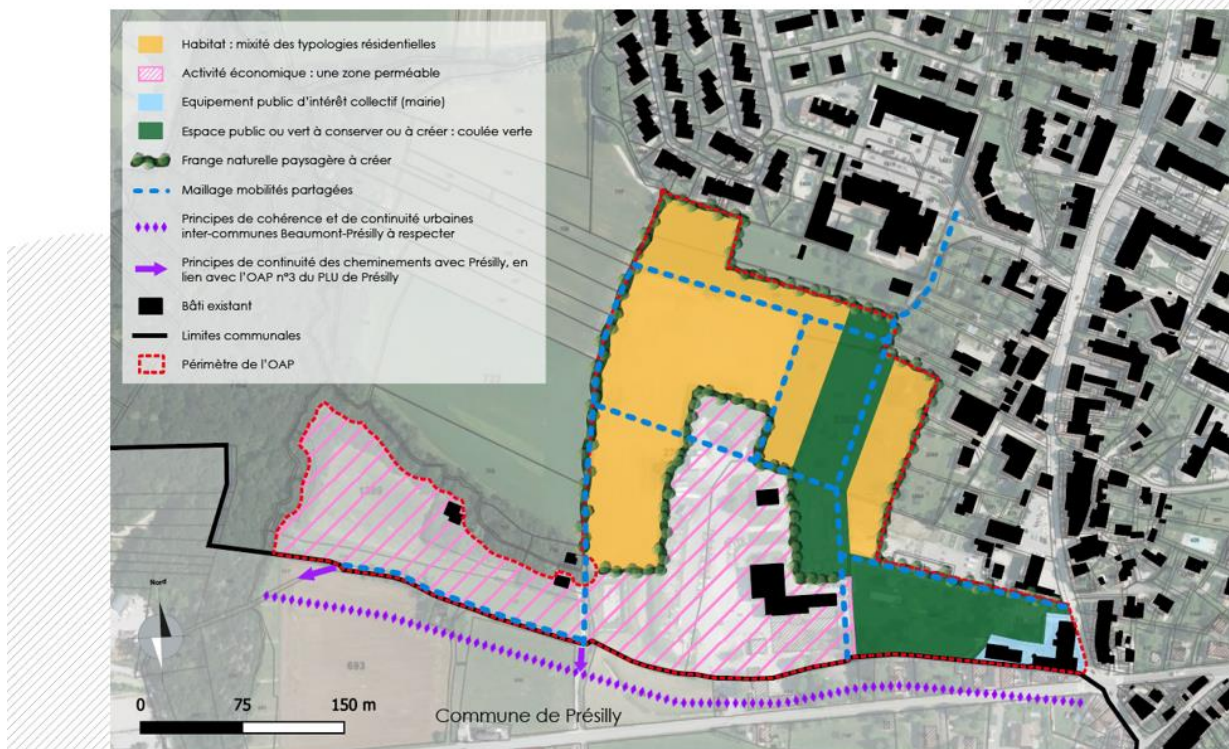 Habitat : mixité des typologies résidentielles
Activité économique : une zone perméable
Equipement public d'intérêt collectif (mairie)
Espace public ou vert à conserver ou à créer : coulée verte
Frange naturelle paysagère à créer
Maillage mobilités partagées
Principes de cohérence et de continuité urbaines
inter-communes Beaumont-Présilly à respecter
Principes de continuité des cheminements avec Présilly, en
lien avec l'OAP n°3 du PLU de Présilly
Bâti existant
Limites communales
Périmètre de l'OAP
Nord
693
0 75 150 m
Commune de Présilly